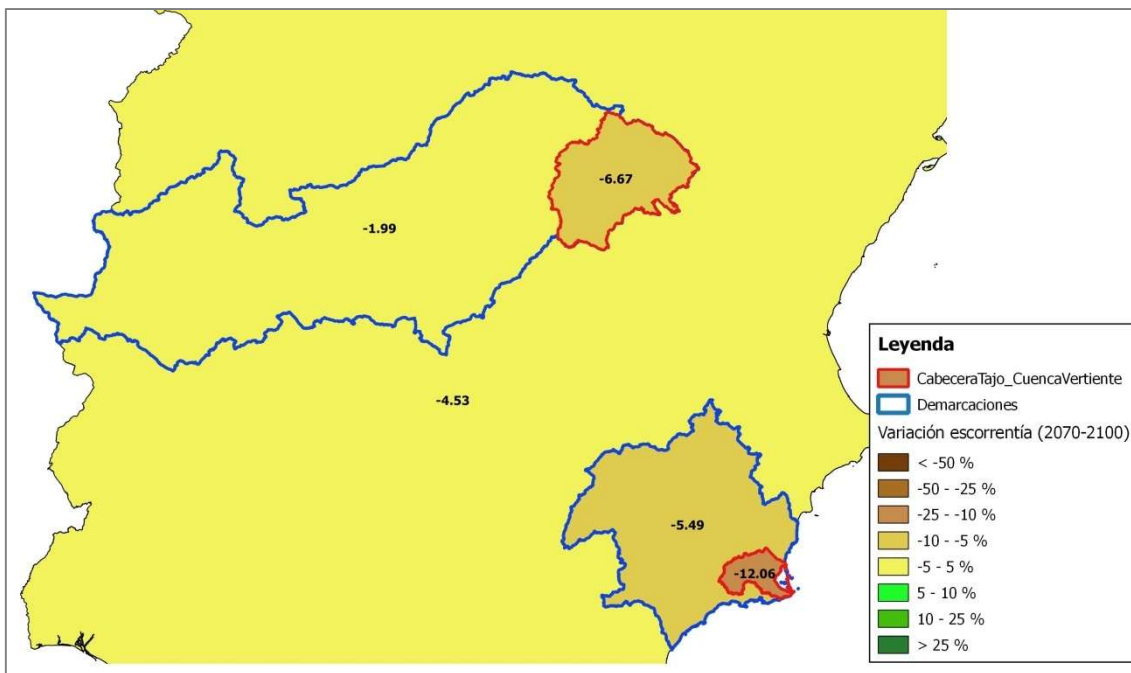 -6.67
-1.99
-4.53
-5.49
-12.06
Leyenda
CabeceraTajo_CuencaVertiente
Demarcaciones
Variación escorrentía (2070-2100)
< -50 %
-50 - -25 %
-25 - -10 %
-10 - -5 %
-5 - 5 %
5 - 10 %
10 - 25 %
> 25 %